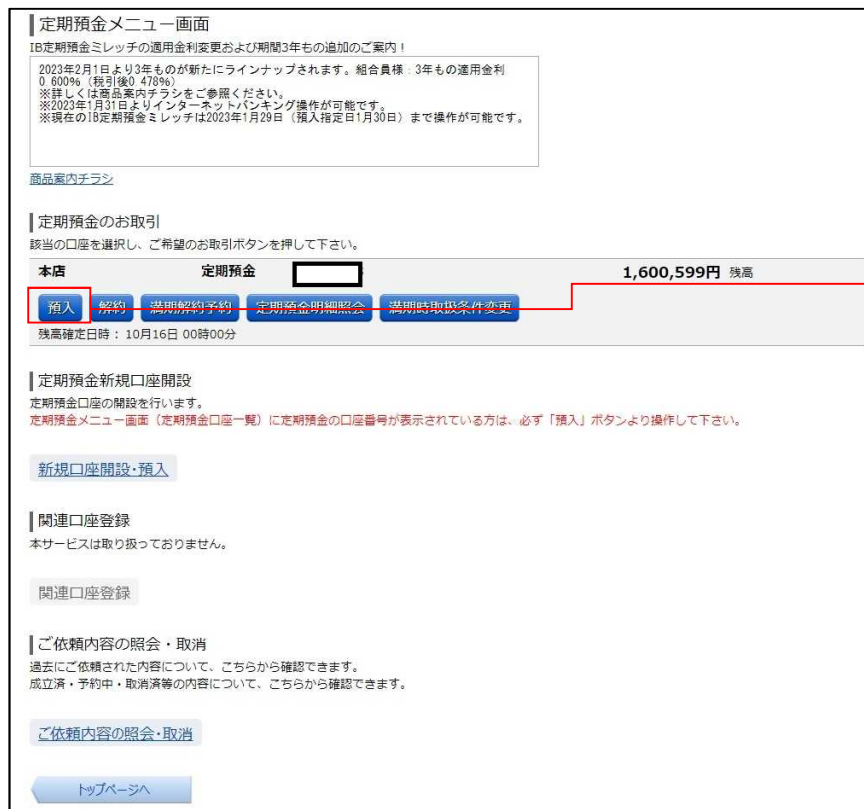 定期預金メニュー画面
IB定期預金ミレッチの適用金利変更および期間3年もの追加のご案内！
2023年2月1日より3年ものが新たにラインナップされます。組合員様：3年もの適用金利
0.600%（税引後0.478%）
※詳しくは商品案内チラシをご参照ください。
※2023年1月31日よりインターネットバンキング操作が可能です。
※現在のIB定期預金ミレッチは2023年1月29日（預入指定日1月30日）まで操作が可能です。
商品案内チラシ
定期預金のお取引
該当の口座を選択し、ご希望のお取引ボタンを押して下さい。
本店 定期預金 1,600,599円 残高
預入 解約 満期解約予約 定期預金明細照会 満期時取扱条件変更
残高確定日時： 10月16日 00時00分
定期預金新規口座開設
定期預金口座の開設を行います。
定期預金メニュー画面（定期預金口座一覧）に定期預金の口座番号が表示されている方は、必ず「預入」ボタンより操作して下さい。
新規口座開設・預入
関連口座登録
本サービスは取り扱っておりません。
関連口座登録
ご依頼内容の照会・取消
過去にご依頼された内容について、こちらから確認できます。
成立済・予約中・取消済等の内容について、こちらから確認できます。
ご依頼内容の照会・取消
トップページへ